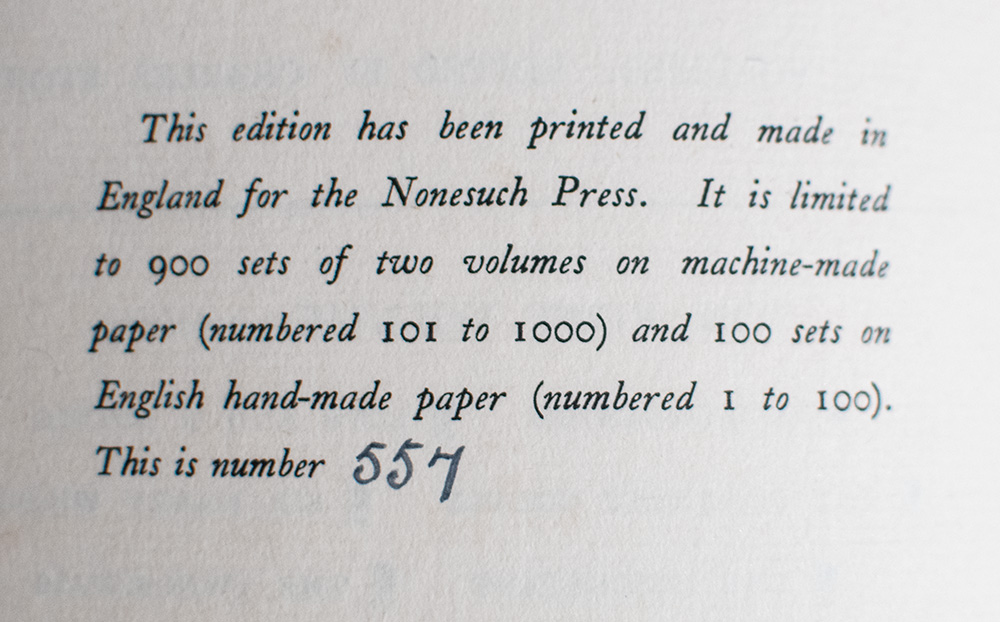 This edition has been printed and made in
England for the Nonesuch Press. It is limited
to 900 sets of two volumes on machine-made
paper (numbered 101 to 1000) and 100 sets on
English hand-made paper (numbered 1 to 100).
This is number 557